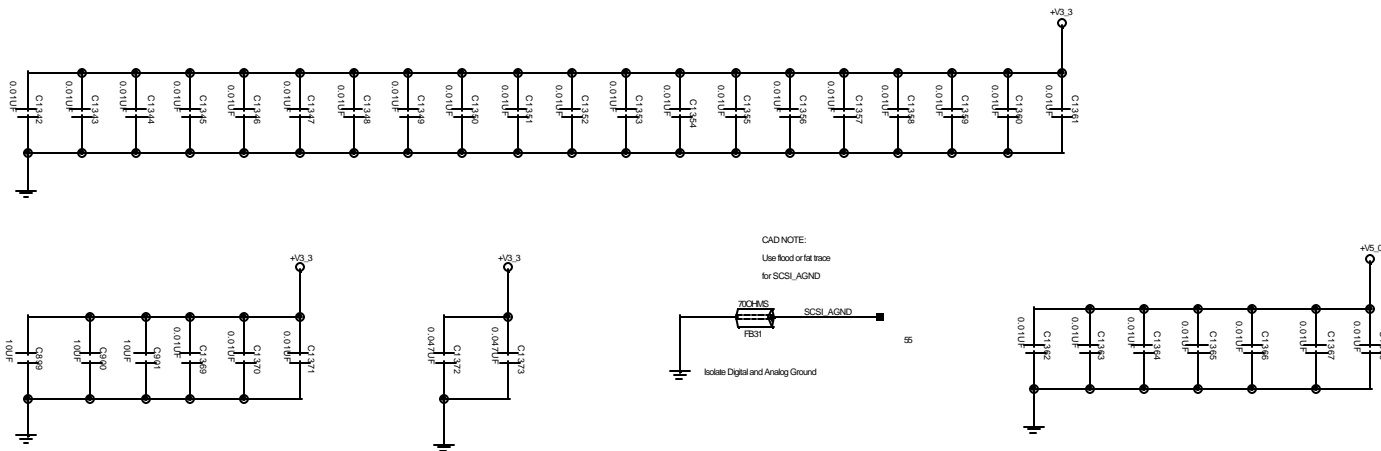 +V3_3
0.01UF C1342
0.01UF C1343
0.01UF C1344
0.01UF C1345
0.01UF C1346
0.01UF C1347
0.01UF C1348
0.01UF C1349
0.01UF C1350
0.01UF C1351
0.01UF C1352
0.01UF C1353
0.01UF C1354
0.01UF C1355
0.01UF C1356
0.01UF C1357
0.01UF C1358
0.01UF C1359
0.01UF C1360
0.01UF C1361
+V3_3
10UF C899
10UF C900
10UF C901
0.01UF C1369
0.01UF C1370
0.01UF C1371
+V3_3
0.047UF C1372
0.047UF C1373
CAD NOTE:
Use flood or fat trace
for SCSI_AGND
70OHMS
SCSI_AGND
FB31
55
Isolate Digital and Analog Ground
0.01UF C1362
0.01UF C1363
0.01UF C1364
0.01UF C1365
0.01UF C1366
0.01UF C1367
0.01UF